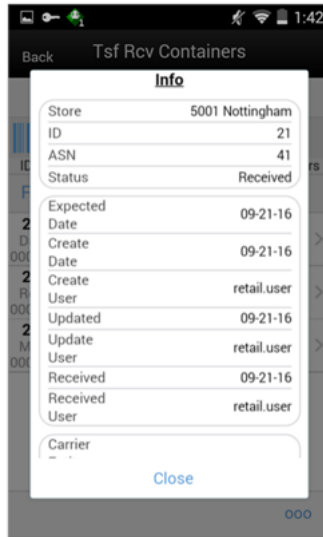 1:42
Back Tsf Rcv Containers
Info
Store 5001 Nottingham
ID 21
ASN 41
Status Received
Expected Date 09-21-16
Create Date 09-21-16
Create User retail.user
Updated 09-21-16
Update User retail.user
Received 09-21-16
Received User retail.user
Carrier
Close